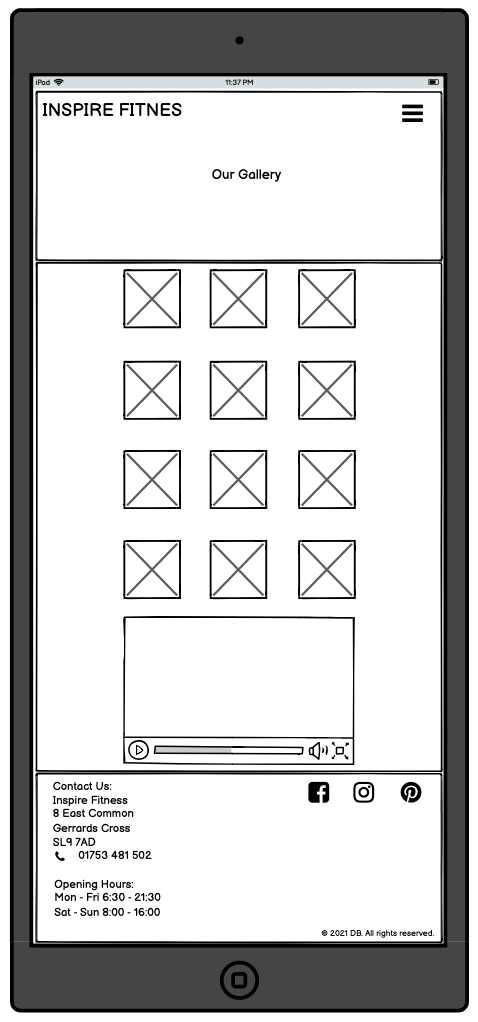 iPad
11:37 PM
INSPIRE FITNES
Our Gallery
Contact Us:
Inspire Fitness
8 East Common
Gerrards Cross
SL9 7AD
01753 481 502
Opening Hours:
Mon - Fri 6:30 - 21:30
Sat - Sun 8:00 - 16:00
© 2021 DB. All rights reserved.